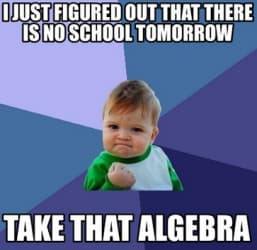 I JUST FIGURED OUT THAT THERE
IS NO SCHOOL TOMORROW
TAKE THAT ALGEBRA